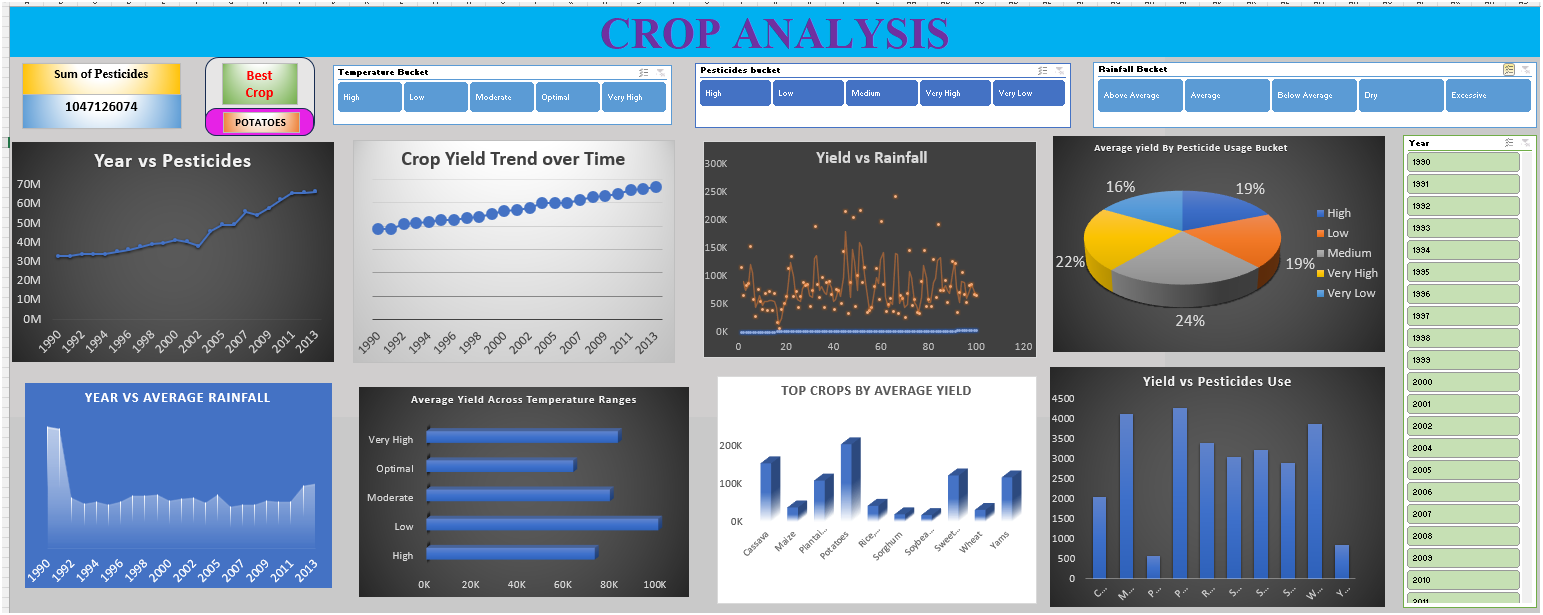 CROP ANALYSIS
Sum of Pesticides
1047126074
Best
Crop
POTATOES
Temperature Bucket
High
Low
Moderate
Optimal
Very High
Pesticides bucket
High
Low
Medium
Very High
Very Low
Rainfall Bucket
Above Average
Average
Below Average
Dry
Excessive
Year vs Pesticides
70M
60M
50M
40M
30M
20M
10M
0M
1990
1992
1994
1996
1998
2000
2002
2005
2007
2009
2011
2013
Crop Yield Trend over Time
1990
1992
1994
1996
1998
2000
2002
2005
2007
2009
2011
2013
Yield vs Rainfall
300K
250K
200K
150K
100K
50K
0K
0
20
40
60
80
100
120
Average yield By Pesticide Usage Bucket
16%
19%
22%
19%
24%
High
Low
Medium
Very High
Very Low
Year
1990
1991
1992
1993
1994
1995
1996
1997
1998
1999
2000
2001
2002
2004
2005
2006
2007
2008
2009
2010
2011
YEAR VS AVERAGE RAINFALL
1990
1992
1994
1996
1998
2000
2002
2005
2007
2009
2011
2013
Average Yield Across Temperature Ranges
Very High
Optimal
Moderate
Low
High
0K
20K
40K
60K
80K
100K
TOP CROPS BY AVERAGE YIELD
200K
100K
0K
Cassava
Maize
Plantai...
Potatoes
Rice,...
Sorghum
Soybea...
Sweet...
Wheat
Yams
Yield vs Pesticides Use
4500
4000
3500
3000
2500
2000
1500
1000
500
0
C...
M...
P...
P...
R...
S...
S...
S...
W...
Y...